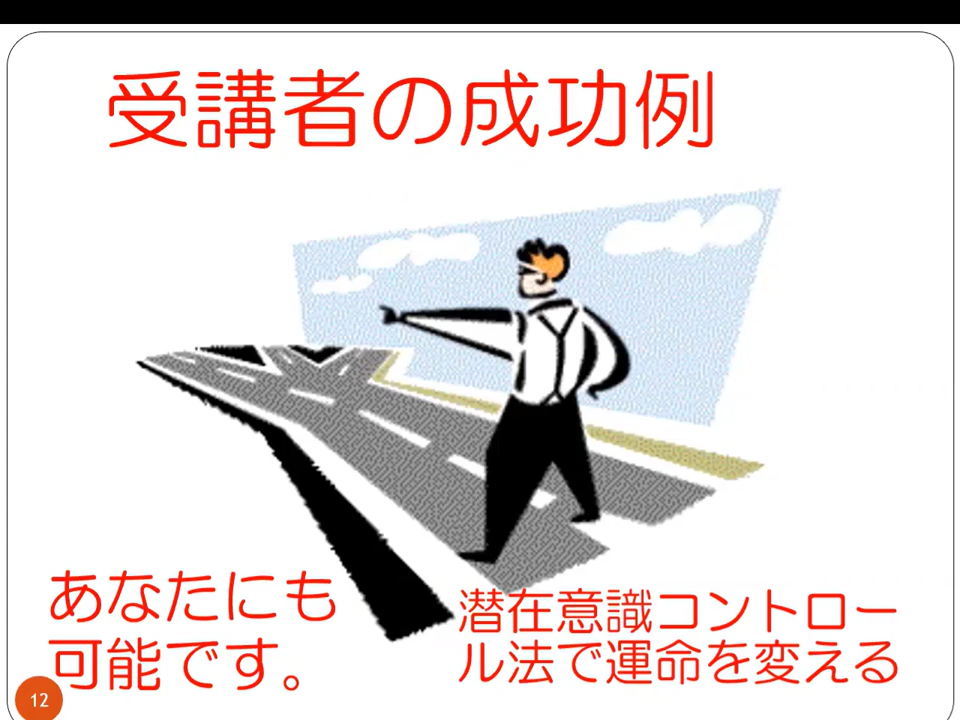 受講者の成功例
あなたにも
可能です。
潜在意識コントロー
ル法で運命を変える
12